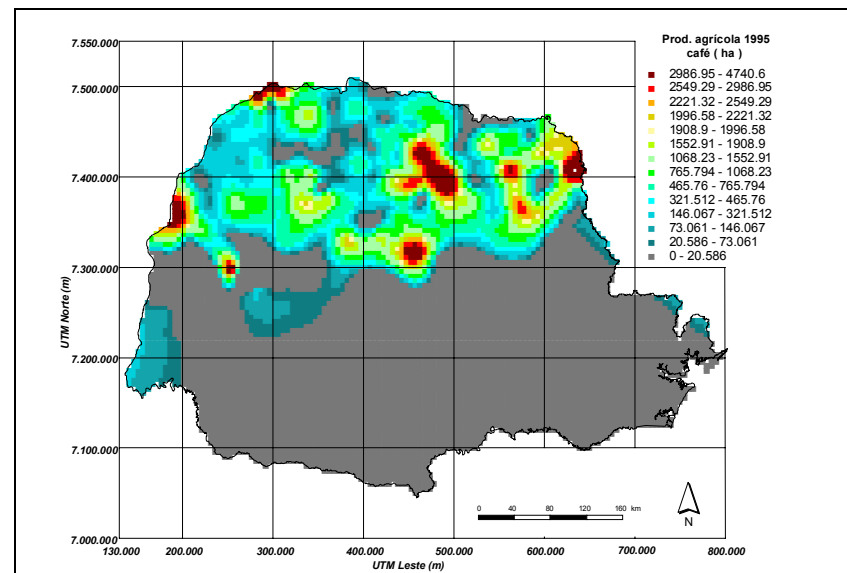 Prod. agrícola 1995
café ( ha )
2986.95 - 4740.6
2549.29 - 2986.95
2221.32 - 2549.29
1996.58 - 2221.32
1908.9 - 1996.58
1552.91 - 1908.9
1068.23 - 1552.91
765.794 - 1068.23
465.76 - 765.794
321.512 - 465.76
146.067 - 321.512
73.061 - 146.067
20.586 - 73.061
0 - 20.586
7.550.000
7.500.000
7.400.000
7.300.000
7.200.000
7.100.000
7.000.000
UTM Norte (m)
0 40 80 120 160 km
N
130.000 200.000 300.000 400.000 500.000 600.000 700.000 800.000
UTM Leste (m)